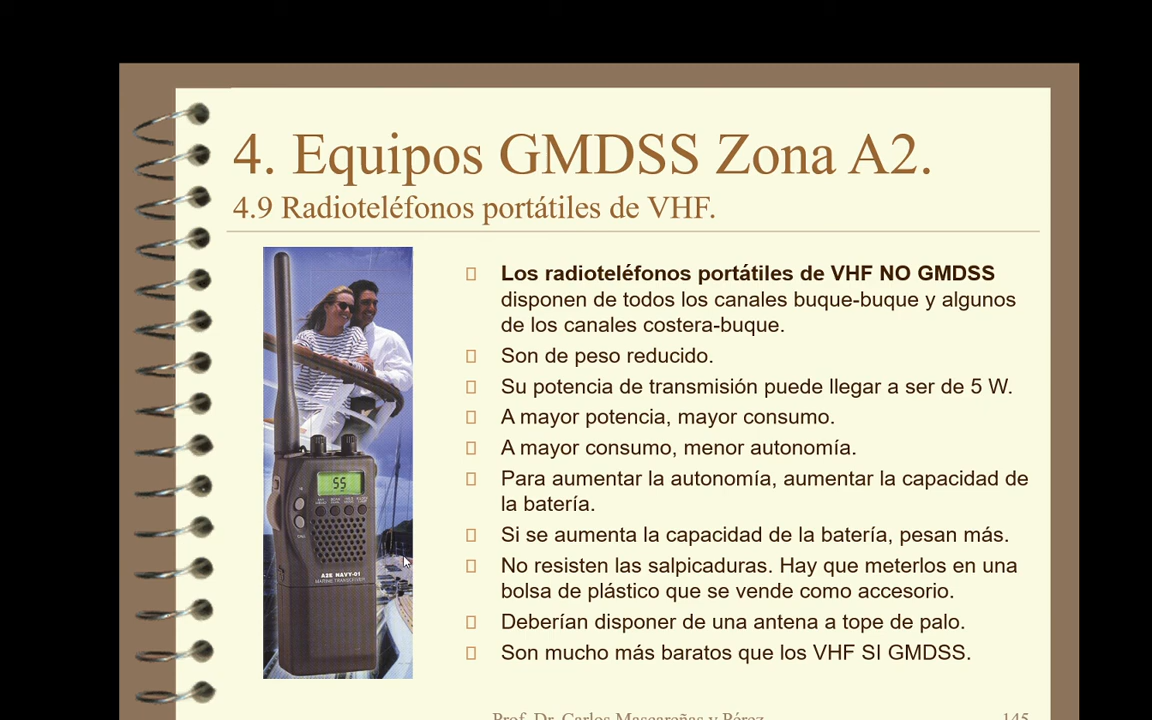 4. Equipos GMDSS Zona A2.
4.9 Radioteléfonos portátiles de VHF.
Los radioteléfonos portátiles de VHF NO GMDSS
disponen de todos los canales buque-buque y algunos
de los canales costera-buque.
Son de peso reducido.
Su potencia de transmisión puede llegar a ser de 5 W.
A mayor potencia, mayor consumo.
A mayor consumo, menor autonomía.
Para aumentar la autonomía, aumentar la capacidad de
la batería.
Si se aumenta la capacidad de la batería, pesan más.
No resisten las salpicaduras. Hay que meterlos en una
bolsa de plástico que se vende como accesorio.
Deberían disponer de una antena a tope de palo.
Son mucho más baratos que los VHF SI GMDSS.
55
MARINE TRANSCEIVER
Prof. Dr. Carlos Mascareñas y Pérez
145